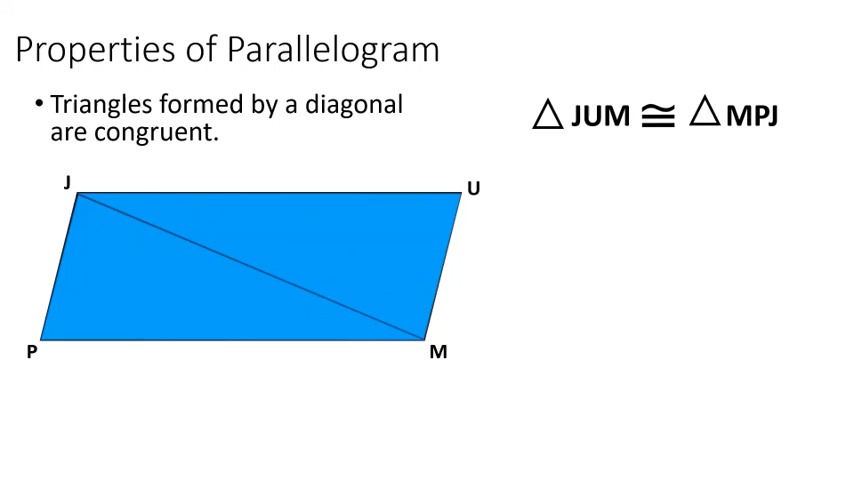 Properties of Parallelogram
• Triangles formed by a diagonal
are congruent.
△ JUM ≅ △ MPJ
J
U
P
M